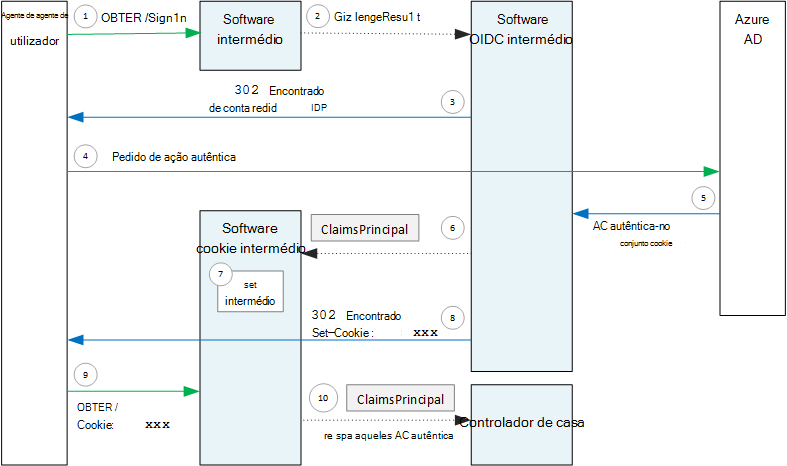 Agente de agente de
utilizador
1
OBTER /Sign1n
Software
intermédio
2
Giz lengeResu1 t
Software
OIDC intermédio
Azure
AD
302 Encontrado
de conta redid IDP
3
4
Pedido de ação autêntica
5
AC autêntica-no
conjunto cookie
Software
cookie intermédio
ClaimsPrincipal
6
7
set
intermédio
302 Encontrado
Set-Cookie: xxx
8
9
OBTER /
Cookie: xxx
10
ClaimsPrincipal
re spa aqueles AC autêntica
Controlador de casa